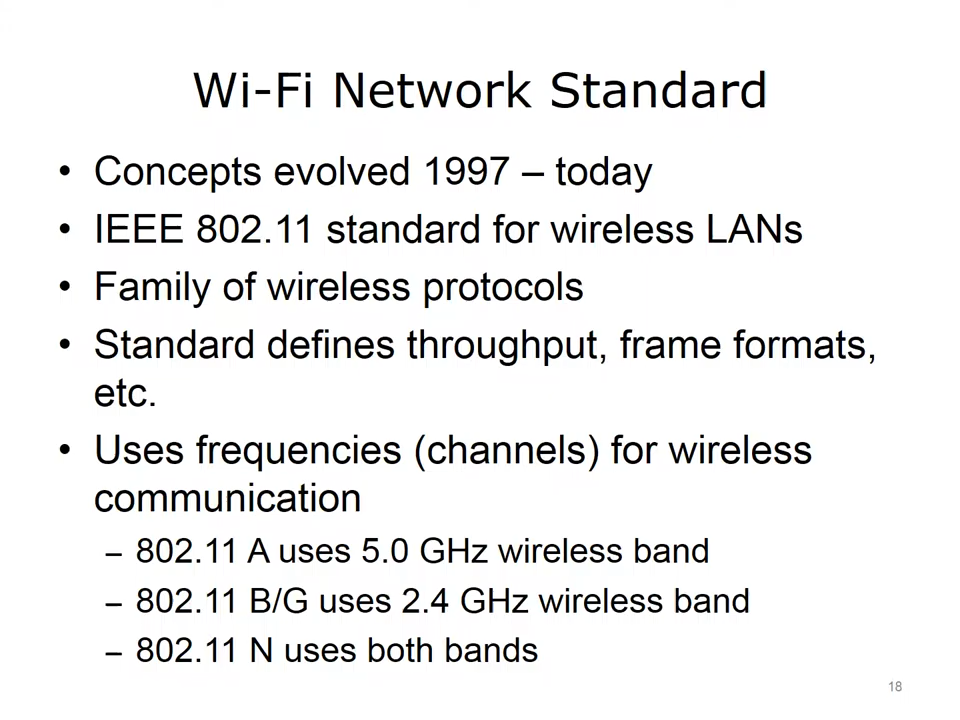 Wi-Fi Network Standard
• Concepts evolved 1997 – today
• IEEE 802.11 standard for wireless LANs
• Family of wireless protocols
• Standard defines throughput, frame formats,
etc.
• Uses frequencies (channels) for wireless
communication
– 802.11 A uses 5.0 GHz wireless band
– 802.11 B/G uses 2.4 GHz wireless band
– 802.11 N uses both bands
18